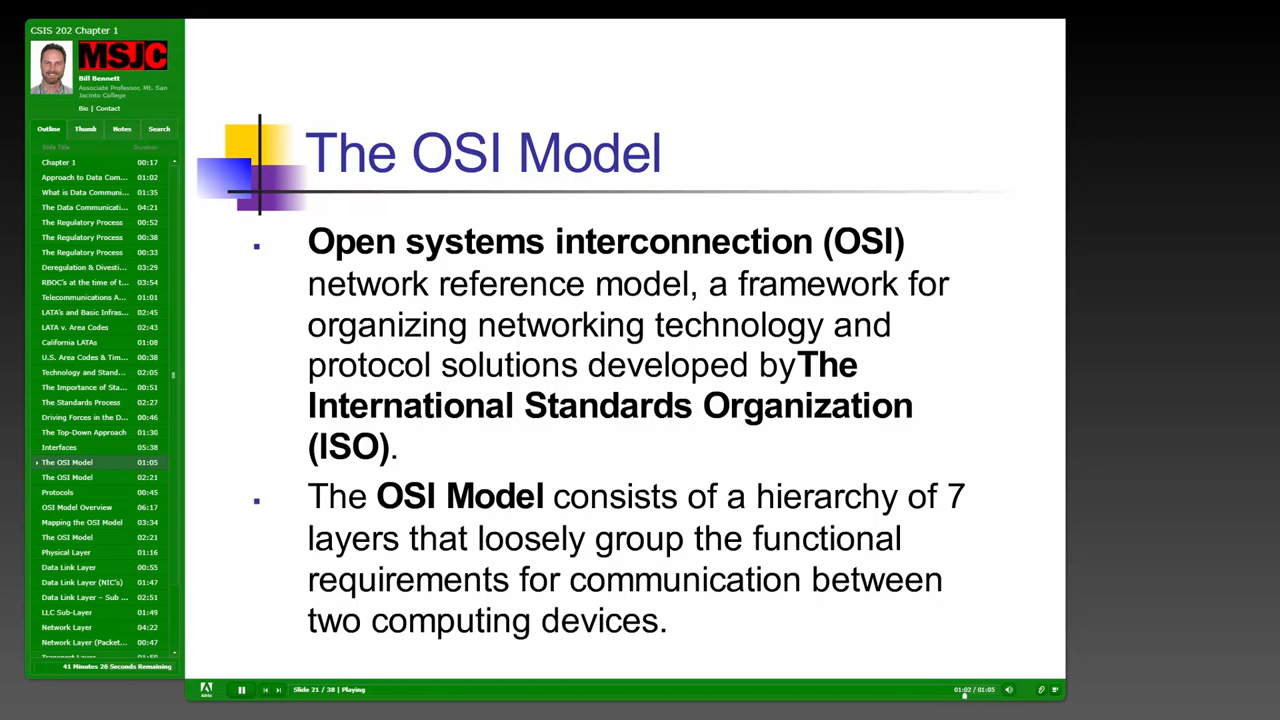 CSIS 202 Chapter 1
MSJC
Bill Bennett
Associate Professor, Mt. San
Jacinto College
Bio | Contact
Outline Thumb Notes Search
Slide Title Duration
Chapter 1 00:17
Approach to Data Com... 01:02
What is Data Communi... 01:35
The Data Communicati... 04:21
The Regulatory Process 00:52
The Regulatory Process 00:38
The Regulatory Process 00:33
Deregulation & Divesti... 03:29
RBOC's at the time of t... 03:54
Telecommunications A... 01:01
LATA's and Basic Infras... 02:45
LATA v. Area Codes 02:43
California LATAs 01:08
U.S. Area Codes & Tim... 00:38
Technology and Stand... 02:05
The Importance of Sta... 00:51
The Standards Process 02:27
Driving Forces in the D... 00:46
The Top-Down Approach 01:30
Interfaces 05:38
The OSI Model 01:05
The OSI Model 02:21
Protocols 00:45
OSI Model Overview 06:17
Mapping the OSI Model 03:34
The OSI Model 02:21
Physical Layer 01:16
Data Link Layer 00:55
Data Link Layer (NIC's) 01:47
Data Link Layer – Sub ... 02:51
LLC Sub-Layer 01:49
Network Layer 04:22
Network Layer (Packet... 00:47
41 Minutes 26 Seconds Remaining
The OSI Model
Open systems interconnection (OSI)
network reference model, a framework for
organizing networking technology and
protocol solutions developed byThe
International Standards Organization
(ISO).
The OSI Model consists of a hierarchy of 7
layers that loosely group the functional
requirements for communication between
two computing devices.
Slide 21 / 38 | Playing
01:02 / 01:05